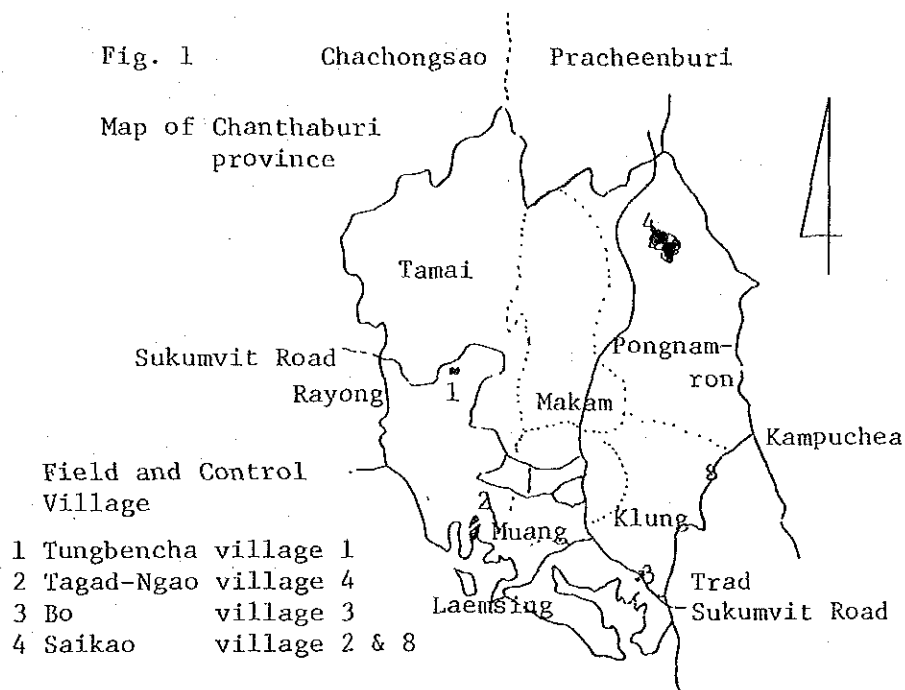 Fig. 1
Chachongsao
Pracheenburi
Map of Chanthaburi
province
4
Tamai
Sukumvit Road
Rayong
1
Pongnam-
ron
Makam
Kampuchea
Field and Control
Village
8
2
Muang
Klung
1 Tungbencha village 1
2 Tagad-Ngao village 4
3 Bo village 3
4 Saikao village 2 & 8
3
Trad
Laemsing
Sukumvit Road